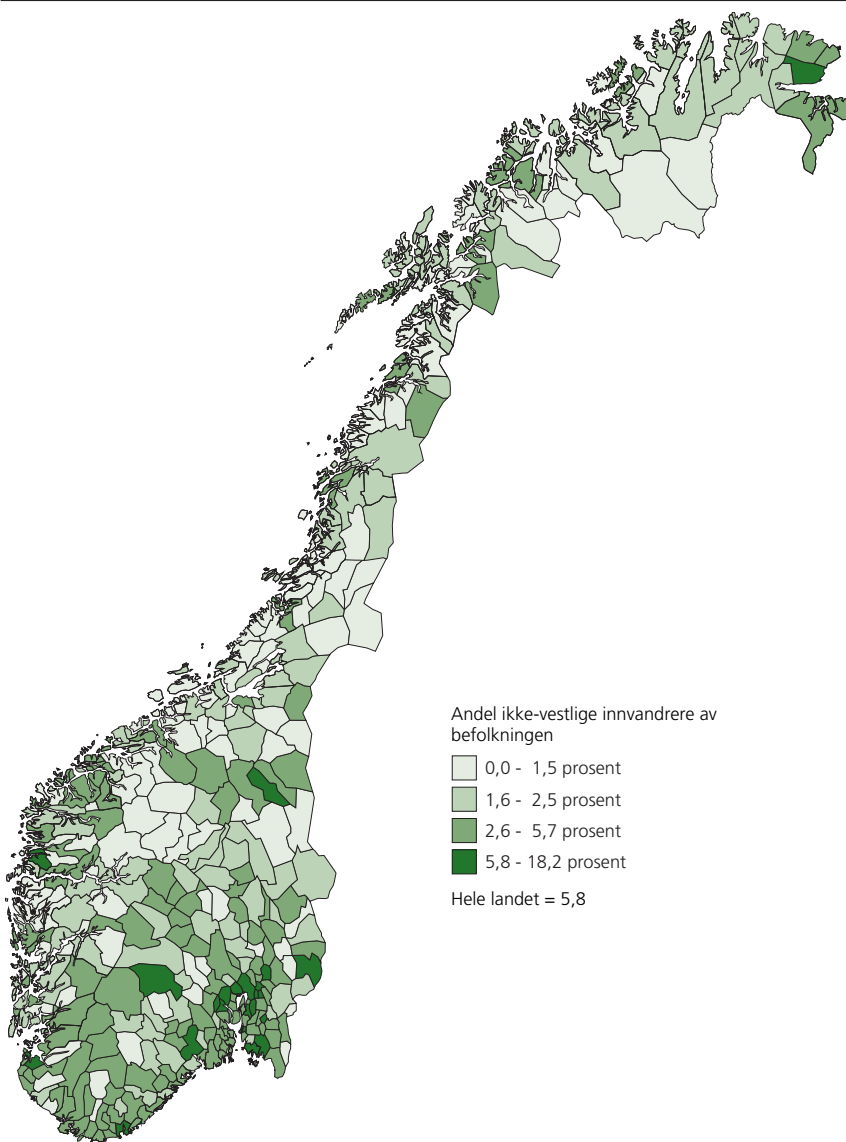 Andel ikke-vestlige innvandrere av
befolkningen
0,0 - 1,5 prosent
1,6 - 2,5 prosent
2,6 - 5,7 prosent
5,8 - 18,2 prosent
Hele landet = 5,8